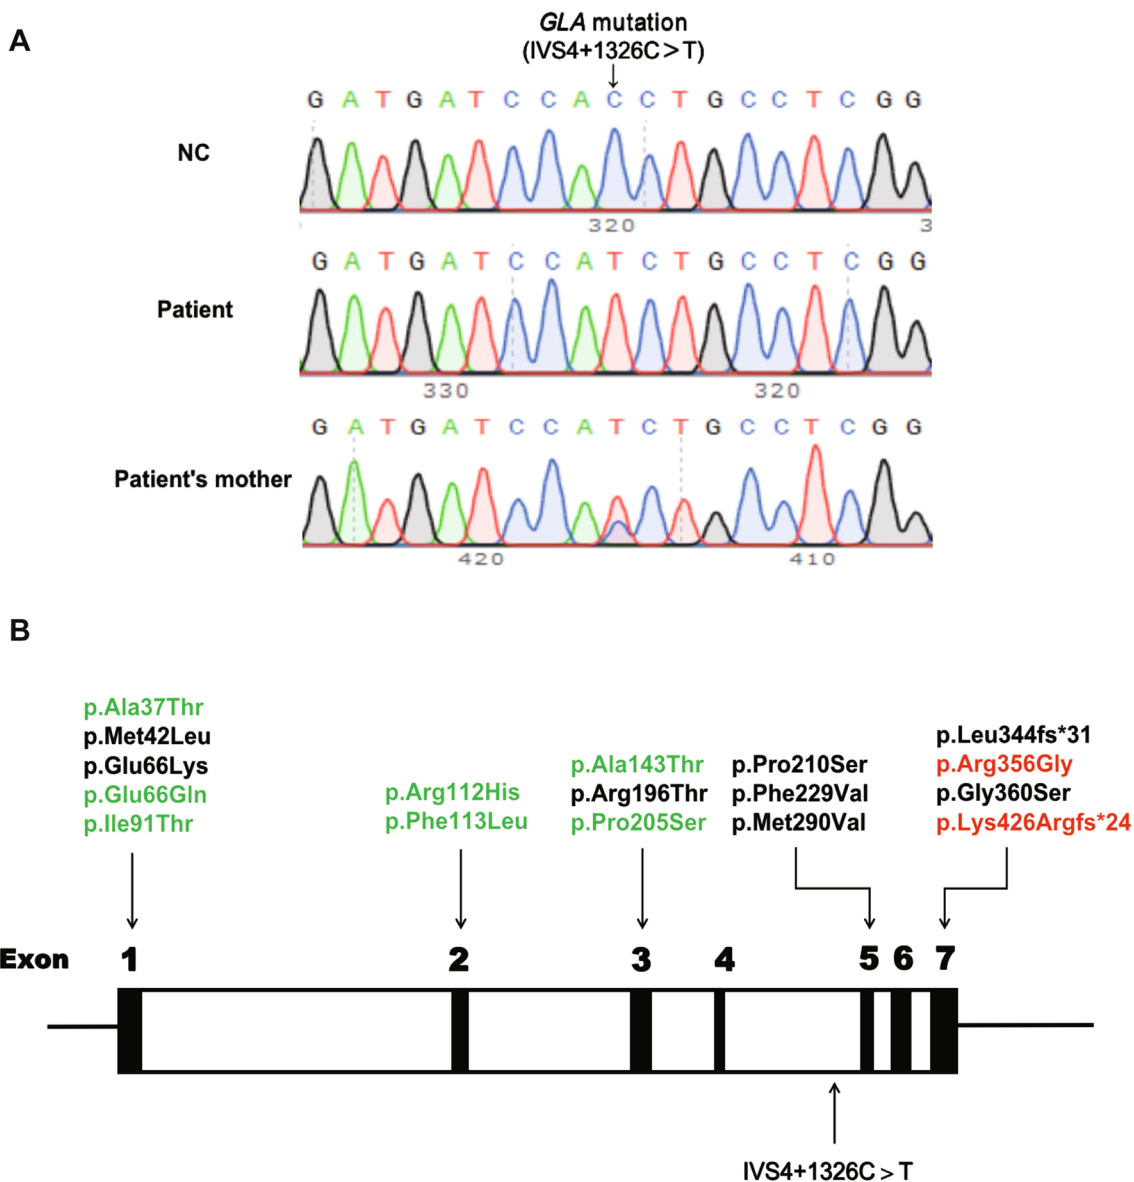 A
GLA mutation
(IVS4+1326C>T)
G A T G A T C C A C C T G C C T C G G
NC
320 3
G A T G A T C C A T C T G C C T C G G
Patient
330 320
G A T G A T C C A T C T G C C T C G G
Patient's mother
420 410
B
p.Ala37Thr
p.Met42Leu
p.Glu66Lys
p.Glu66Gln
p.Ile91Thr
p.Arg112His
p.Phe113Leu
p.Ala143Thr
p.Arg196Thr
p.Pro205Ser
p.Pro210Ser
p.Phe229Val
p.Met290Val
p.Leu344fs*31
p.Arg356Gly
p.Gly360Ser
p.Lys426Argfs*24
Exon 1 2 3 4 5 6 7
IVS4+1326C>T